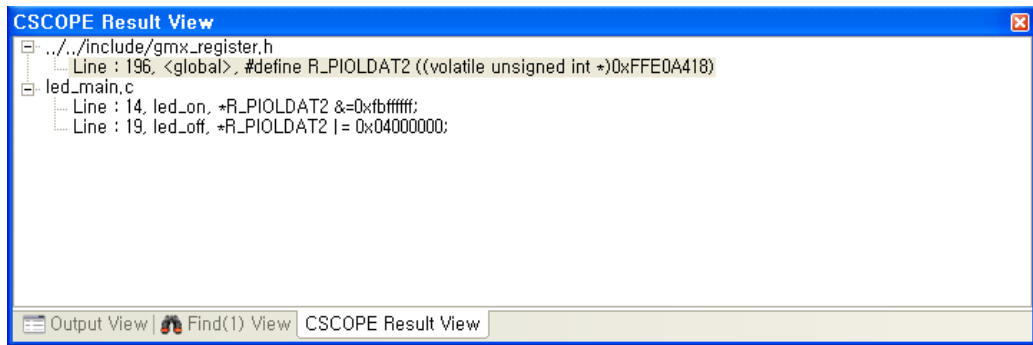 CSCOPE Result View
../../include/gmx_register.h
Line : 196, <global>, #define R_PIOLDAT2 ((volatile unsigned int *)0xFFE0A418)
led_main.c
Line : 14, led_on, *R_PIOLDAT2 &=0xfbffffff;
Line : 19, led_off, *R_PIOLDAT2 |= 0x04000000;
Output View | Find(1) View CSCOPE Result View